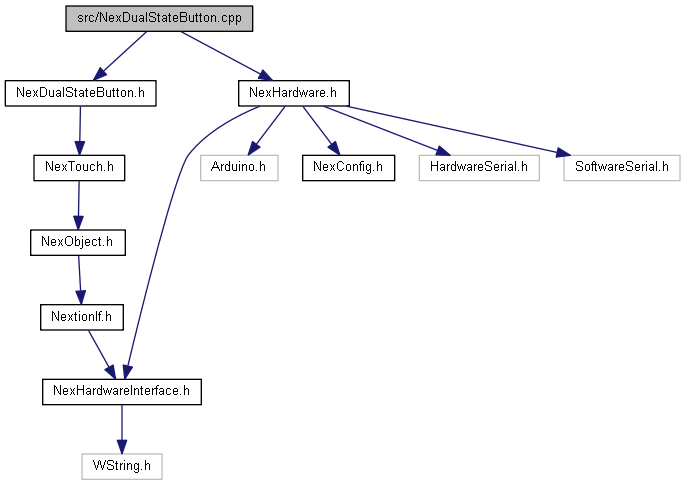 src/NexDualStateButton.cpp
NexDualStateButton.h
NexHardware.h
NexTouch.h
Arduino.h
NexConfig.h
HardwareSerial.h
SoftwareSerial.h
NexObject.h
NextionIf.h
NexHardwareInterface.h
WString.h